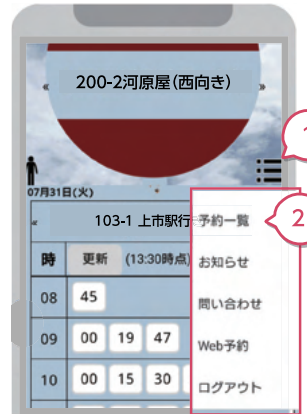 « 200-2河原屋(西向き) »
1
07月31日(火)
« 103-1 上市駅行
予約一覧
2
時 更新 (13:30時点)
お知らせ
08 45
問い合わせ
09 00 19 47
Web予約
10 00 15 30
ログアウト